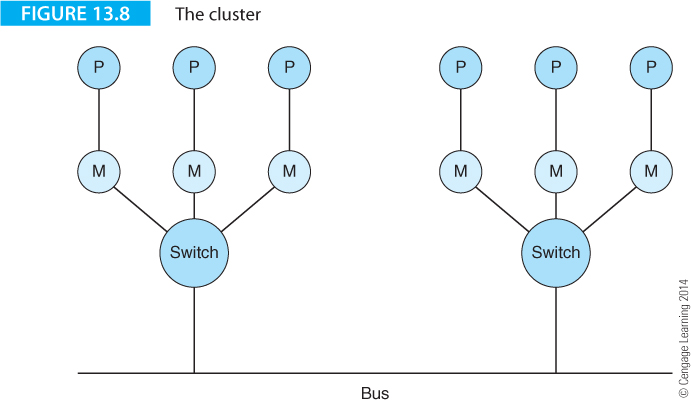 FIGURE 13.8 The cluster
P P P P P P
M M M M M M
Switch Switch
Bus
© Cengage Learning 2014